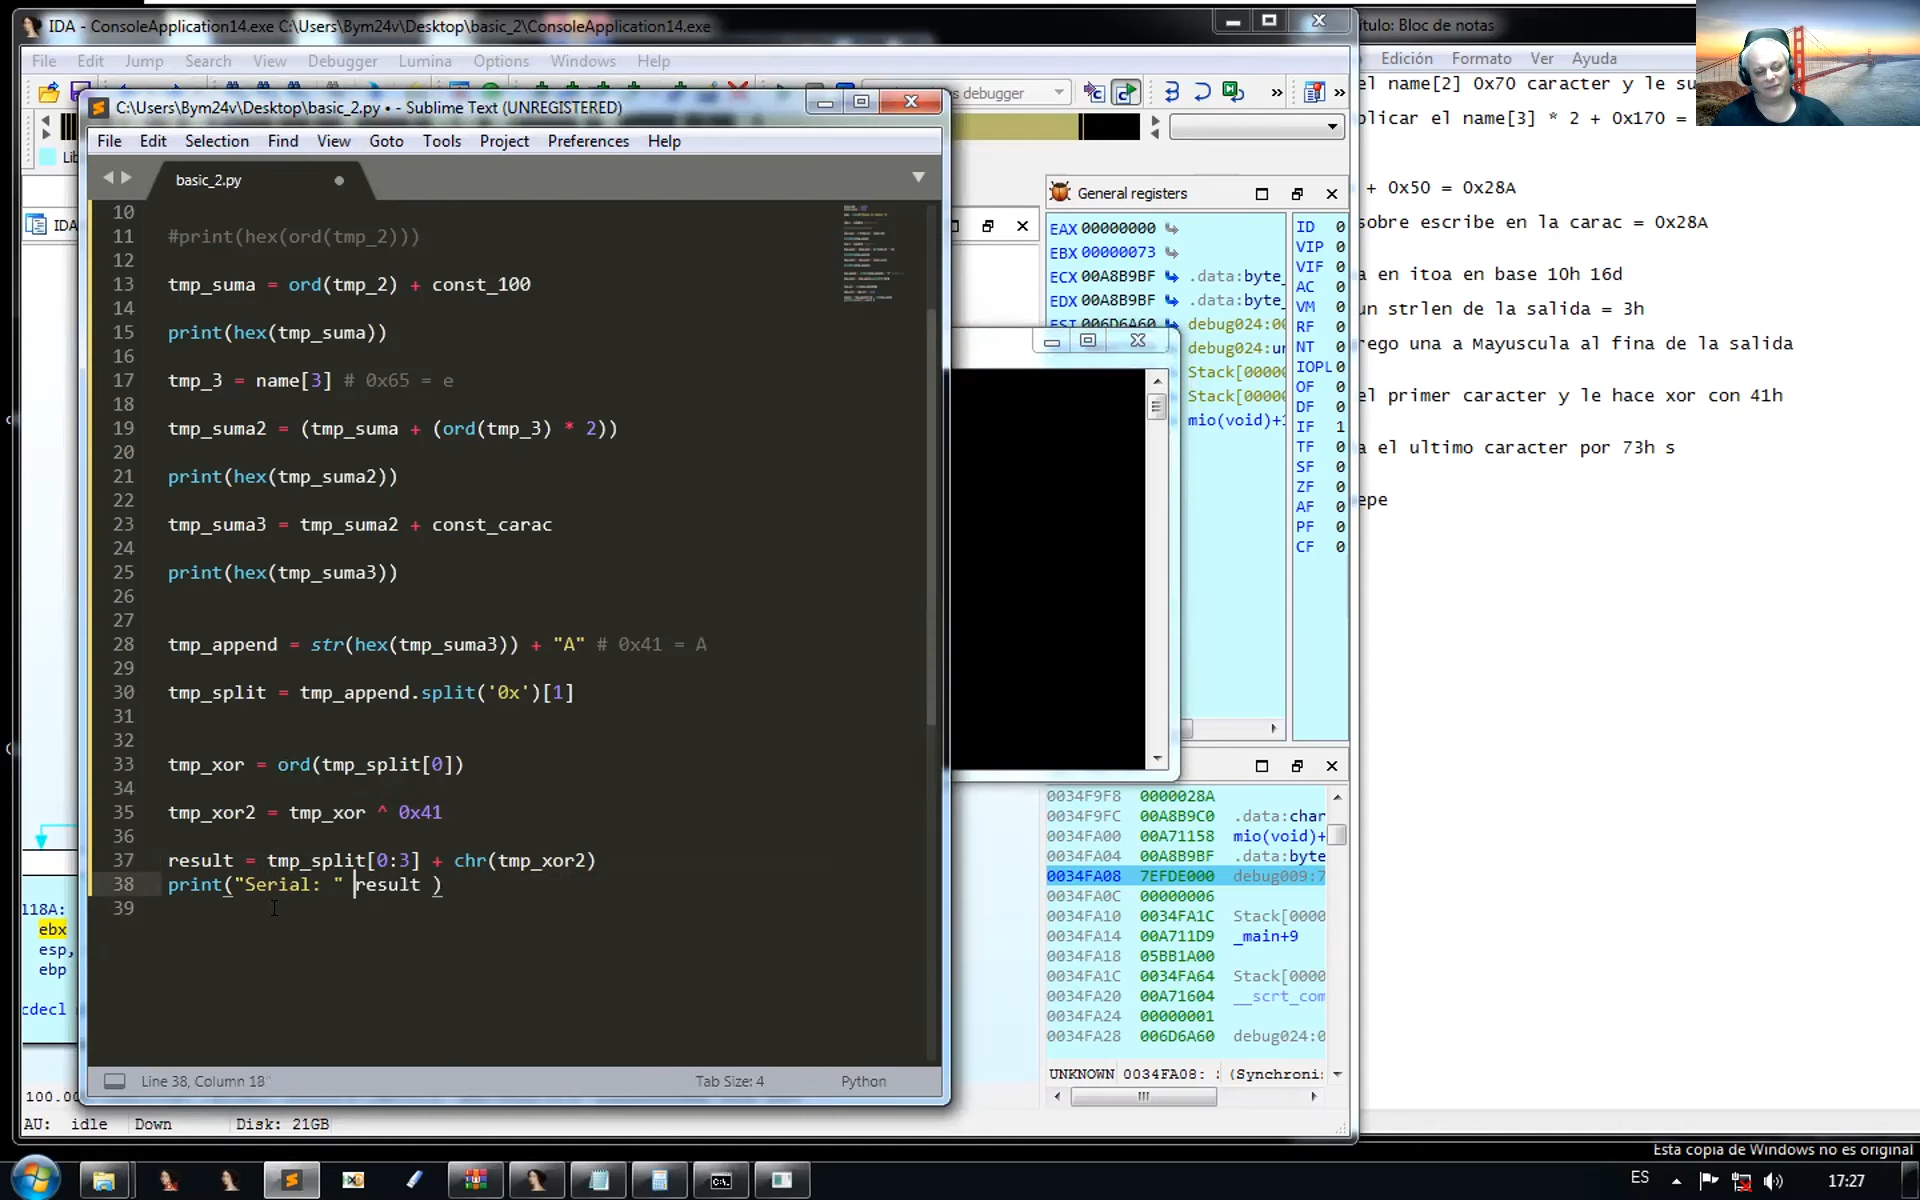 IDA - ConsoleApplication14.exe C:\Users\Bym24v\Desktop\basic_2\ConsoleApplication14.exe
File Edit Jump Search View Debugger Lumina Options Windows Help
s debugger
C:\Users\Bym24v\Desktop\basic_2.py • - Sublime Text (UNREGISTERED)
File Edit Selection Find View Goto Tools Project Preferences Help
basic_2.py
10
11 #print(hex(ord(tmp_2)))
12
13 tmp_suma = ord(tmp_2) + const_100
14
15 print(hex(tmp_suma))
16
17 tmp_3 = name[3] # 0x65 = e
18
19 tmp_suma2 = (tmp_suma + (ord(tmp_3) * 2))
20
21 print(hex(tmp_suma2))
22
23 tmp_suma3 = tmp_suma2 + const_carac
24
25 print(hex(tmp_suma3))
26
27
28 tmp_append = str(hex(tmp_suma3)) + "A" # 0x41 = A
29
30 tmp_split = tmp_append.split('0x')[1]
31
32
33 tmp_xor = ord(tmp_split[0])
34
35 tmp_xor2 = tmp_xor ^ 0x41
36
37 result = tmp_split[0:3] + chr(tmp_xor2)
38 print("Serial: " result )
39
Line 38, Column 18
Tab Size: 4
Python
Lib
IDA
118A:
ebx
esp,
ebp
cdecl
100.00
AU: idle Down Disk: 21GB
General registers
EAX 00000000
EBX 00000073
ECX 00A8B9BF .data:byte_
EDX 00A8B9BF .data:byte_
ESI 006D6A60 debug024:00
debug024:ur
Stack[0000
Stack[0000
mio(void)+1
ID 0
VIP 0
VIF 0
AC 0
VM 0
RF 0
NT 0
IOPL 0
OF 0
DF 0
IF 1
TF 0
SF 0
ZF 0
AF 0
PF 0
CF 0
0034F9F8 0000028A
0034F9FC 00A8B9C0 .data:char
0034FA00 00A71158 mio(void)+
0034FA04 00A8B9BF .data:byte
0034FA08 7EFDE000 debug009:7
0034FA0C 00000006
0034FA10 0034FA1C Stack[0000
0034FA14 00A711D9 _main+9
0034FA18 05BB1A00
0034FA1C 0034FA64 Stack[0000
0034FA20 00A71604 __scrt_com
0034FA24 00000001
0034FA28 006D6A60 debug024:0
UNKNOWN 0034FA08: (Synchroni:
ítulo: Bloc de notas
Edición Formato Ver Ayuda
el name[2] 0x70 caracter y le su
plicar el name[3] * 2 + 0x170 =
+ 0x50 = 0x28A
sobre escribe en la carac = 0x28A
a en itoa en base 10h 16d
un strlen de la salida = 3h
rego una a Mayuscula al fina de la salida
el primer caracter y le hace xor con 41h
a el ultimo caracter por 73h s
epe
Esta copia de Windows no es original
ES
17:27